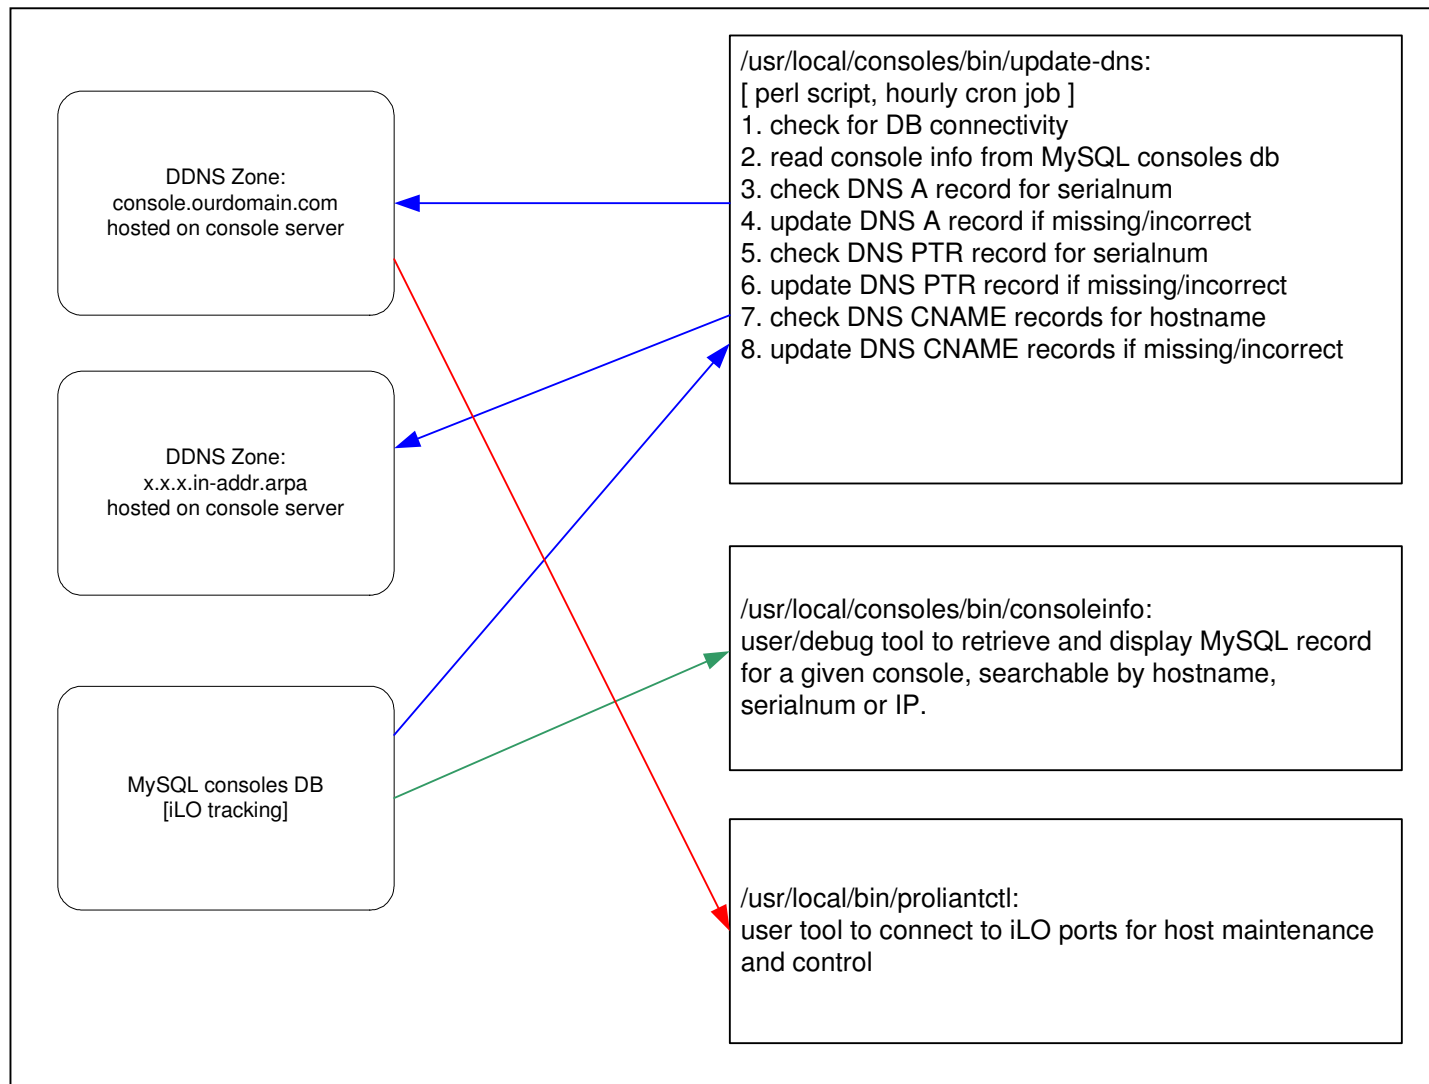 DDNS Zone:
console.ourdomain.com
hosted on console server
DDNS Zone:
x.x.x.in-addr.arpa
hosted on console server
MySQL consoles DB
[iLO tracking]
/usr/local/consoles/bin/update-dns:
[ perl script, hourly cron job ]
1. check for DB connectivity
2. read console info from MySQL consoles db
3. check DNS A record for serialnum
4. update DNS A record if missing/incorrect
5. check DNS PTR record for serialnum
6. update DNS PTR record if missing/incorrect
7. check DNS CNAME records for hostname
8. update DNS CNAME records if missing/incorrect
/usr/local/consoles/bin/consoleinfo:
user/debug tool to retrieve and display MySQL record
for a given console, searchable by hostname,
serialnum or IP.
/usr/local/bin/proliantctl:
user tool to connect to iLO ports for host maintenance
and control